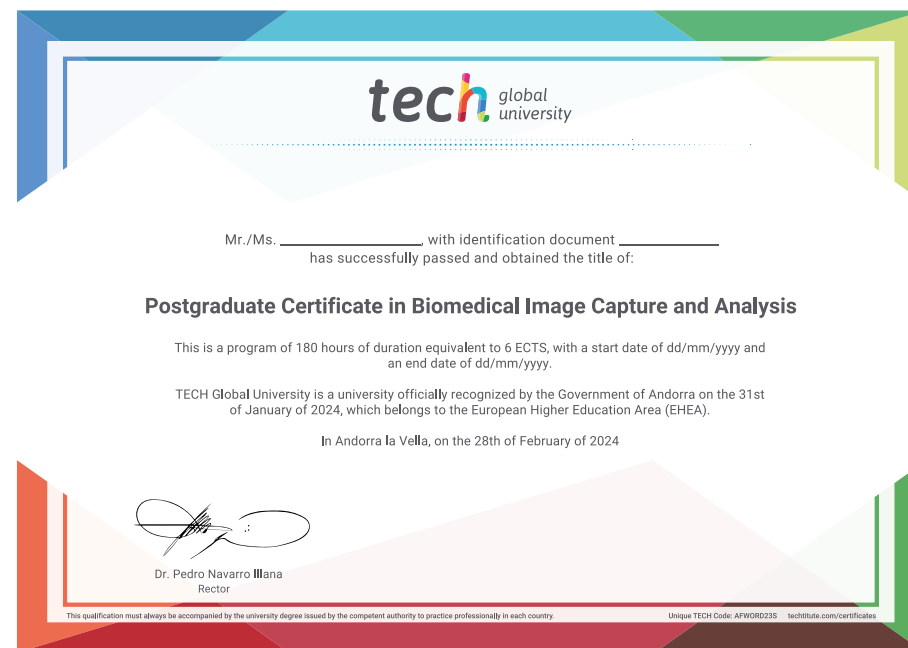 tech global
university
Mr./Ms. ____________________, with identification document ______________
has successfully passed and obtained the title of:
Postgraduate Certificate in Biomedical Image Capture and Analysis
This is a program of 180 hours of duration equivalent to 6 ECTS, with a start date of dd/mm/yyyy and
an end date of dd/mm/yyyy.
TECH Global University is a university officially recognized by the Government of Andorra on the 31st
of January of 2024, which belongs to the European Higher Education Area (EHEA).
In Andorra la Vella, on the 28th of February of 2024
Dr. Pedro Navarro Illana
Rector
This qualification must always be accompanied by the university degree issued by the competent authority to practice professionally in each country.
Unique TECH Code: AFWORD23S techtitute.com/certificates